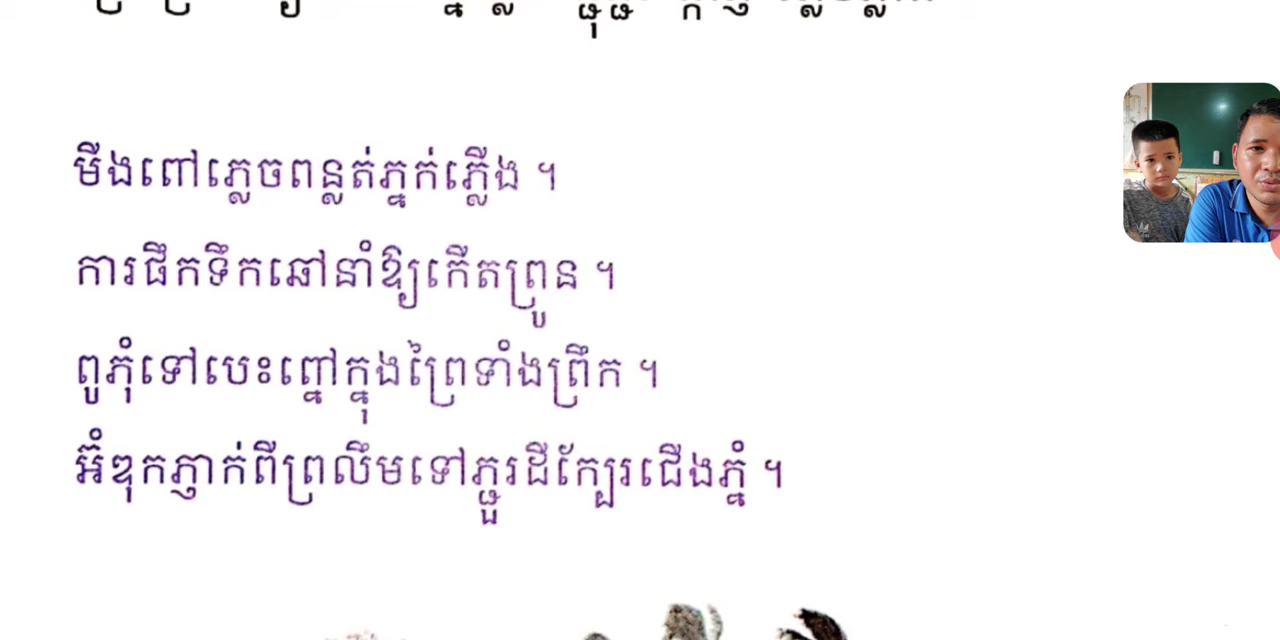 មីងពៅភ្លេចពន្លត់ភ្នក់ភ្លើង ។
ការផឹកទឹកឆៅនាំឱ្យកើតព្រូន ។
ពូភុំទៅបេះព្នៅក្នុងព្រៃទាំងព្រឹក ។
អ៊ំឌុកភ្ញាក់ពីព្រលឹមទៅភ្ជួរដីក្បែរជើងភ្នំ ។